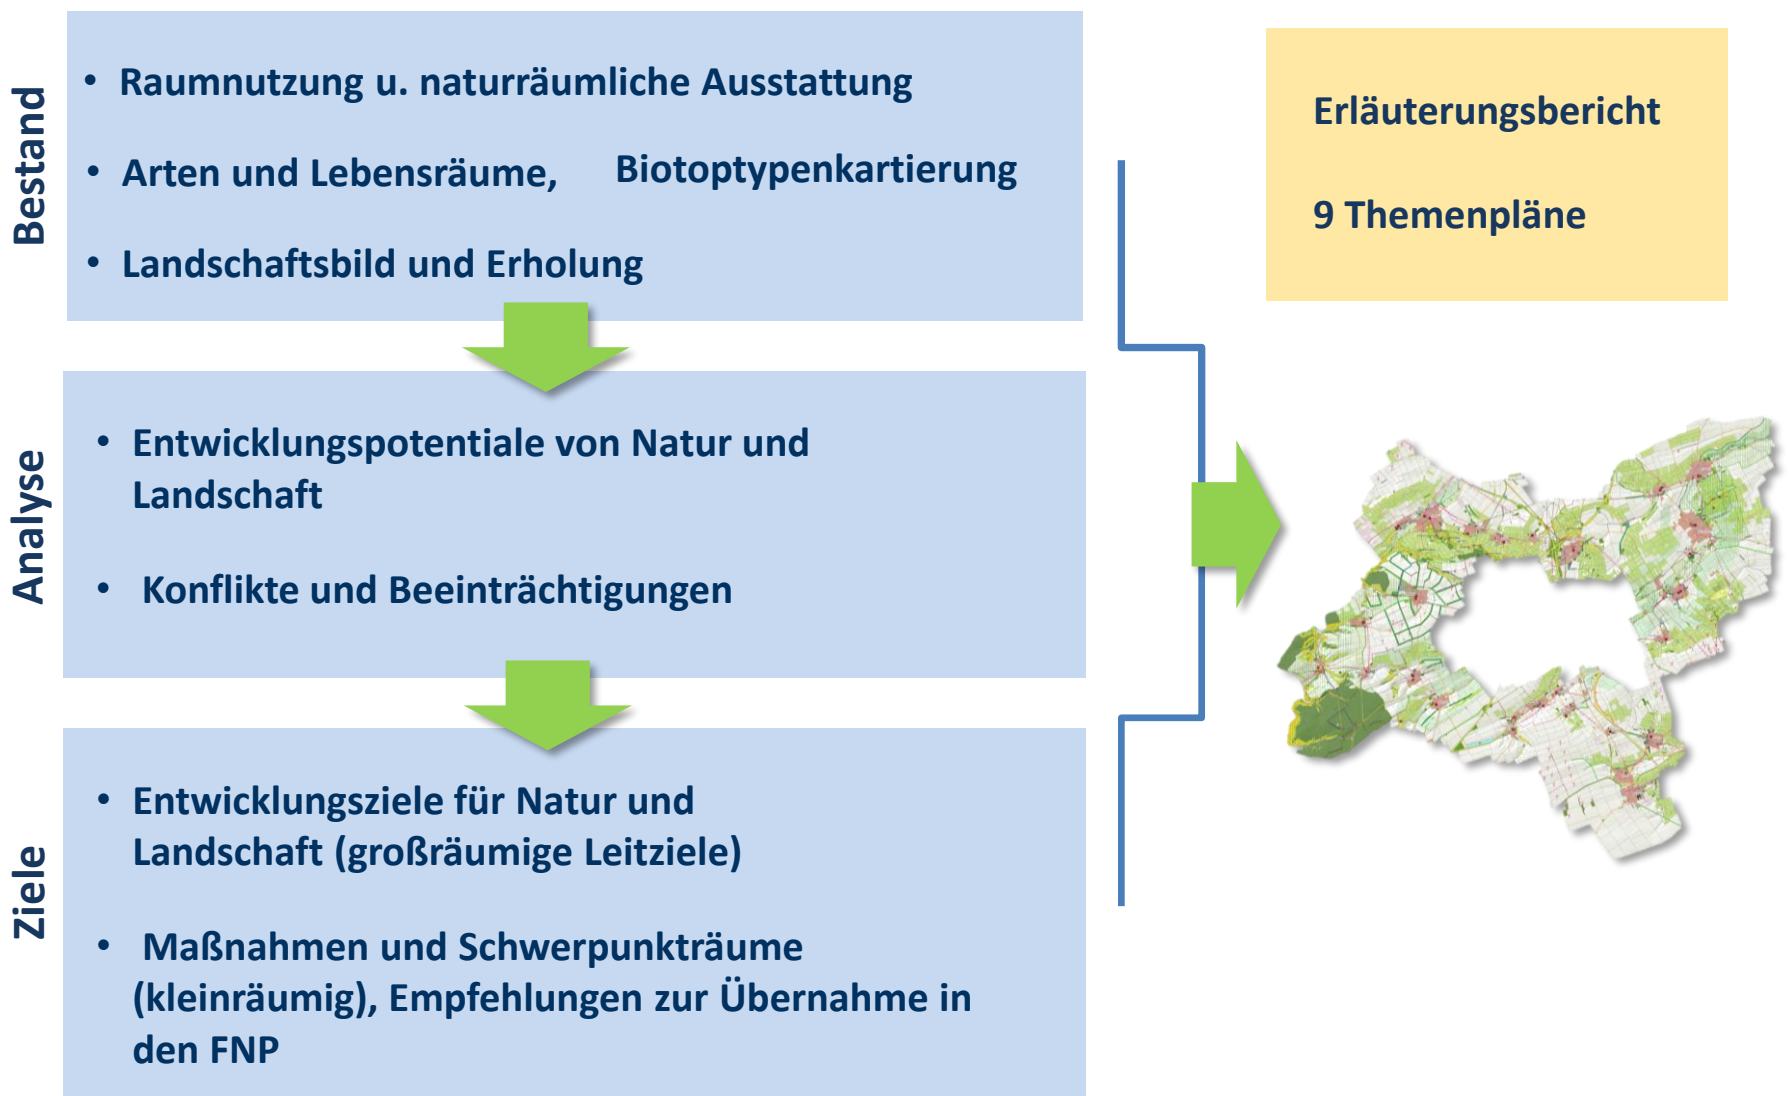 Bestand
• Raumnutzung u. naturräumliche Ausstattung
• Arten und Lebensräume, Biotoptypenkartierung
• Landschaftsbild und Erholung
Analyse
• Entwicklungspotentiale von Natur und
Landschaft
• Konflikte und Beeinträchtigungen
Ziele
• Entwicklungsziele für Natur und
Landschaft (großräumige Leitziele)
• Maßnahmen und Schwerpunkträume
(kleinräumig), Empfehlungen zur Übernahme in
den FNP
Erläuterungsbericht
9 Themenpläne